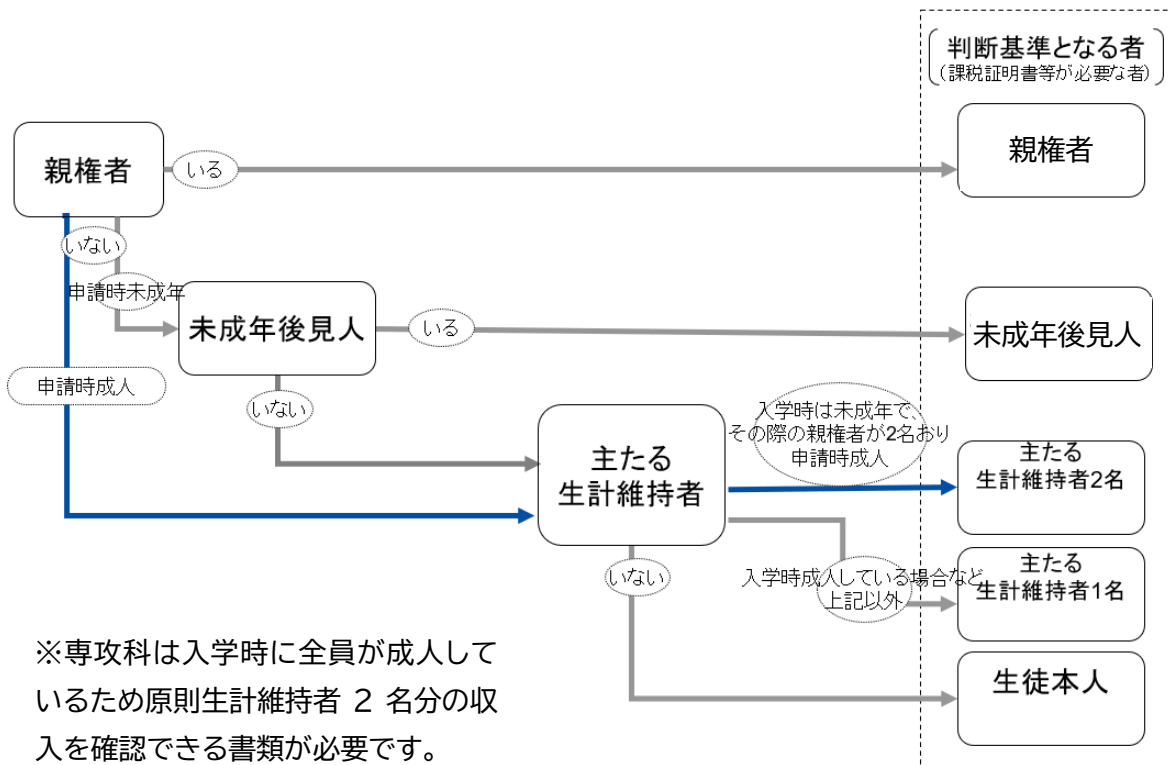 判断基準となる者
（課税証明書等が必要な者）
親権者
いる
親権者
いない
申請時未成年
未成年後見人
いる
未成年後見人
申請時成人
いない
入学時は未成年で、
その際の親権者が2名おり
申請時成人
主たる
生計維持者
主たる
生計維持者2名
いない
入学時成人している場合など
上記以外
主たる
生計維持者1名
生徒本人
※専攻科は入学時に全員が成人して
いるため原則生計維持者 2 名分の収
入を確認できる書類が必要です。